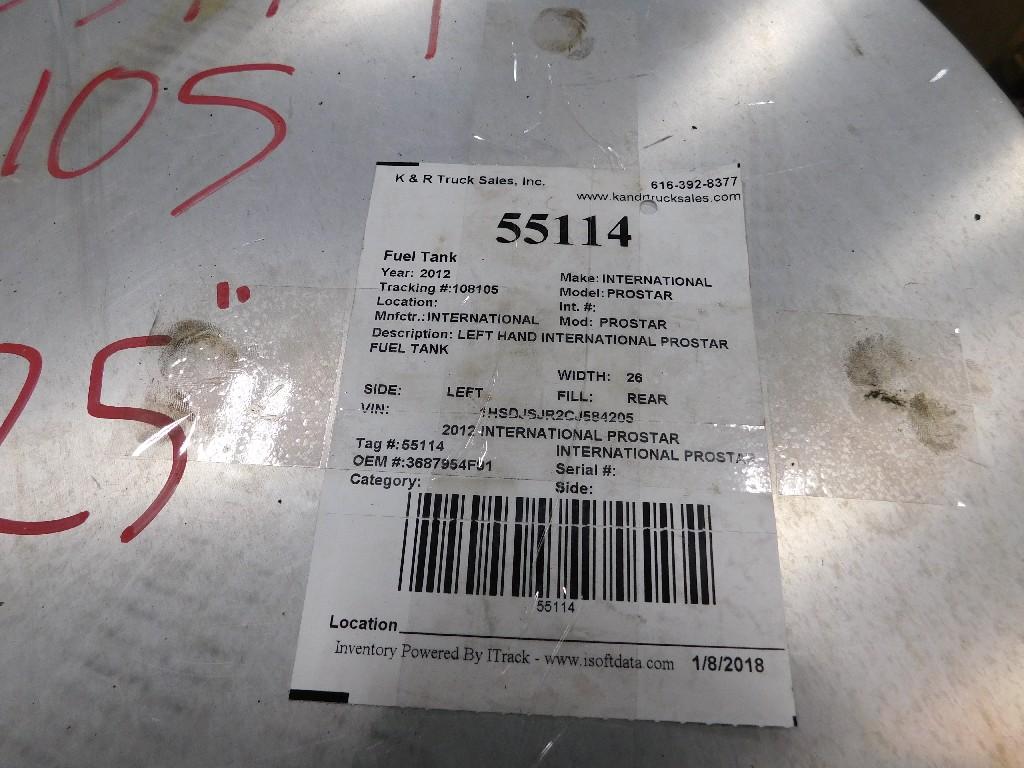 105
25"
K & R Truck Sales, Inc. 616-392-8377
www.kandrtrucksales.com
55114
Fuel Tank
Year: 2012 Make: INTERNATIONAL
Tracking #:108105 Model: PROSTAR
Location: Int. #:
Mnfctr.: INTERNATIONAL Mod: PROSTAR
Description: LEFT HAND INTERNATIONAL PROSTAR
FUEL TANK
WIDTH: 26
SIDE: LEFT FILL: REAR
VIN: 1HSDJSJR2CJ584205
2012 INTERNATIONAL PROSTAR
Tag #:55114 INTERNATIONAL PROSTAR
OEM #:3687954F91 Serial #:
Category: Side:
55114
Location
Inventory Powered By ITrack - www.isoftdata.com 1/8/2018